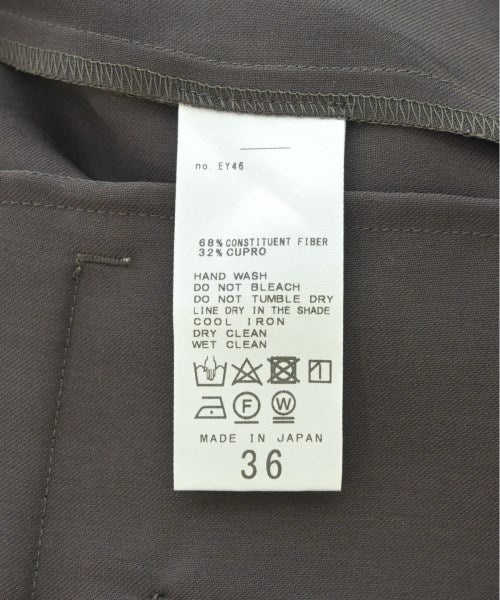 no. EY46
68% CONSTITUENT FIBER
32% CUPRO
HAND WASH
DO NOT BLEACH
DO NOT TUMBLE DRY
LINE DRY IN THE SHADE
COOL IRON
DRY CLEAN
WET CLEAN
F W
MADE IN JAPAN
36